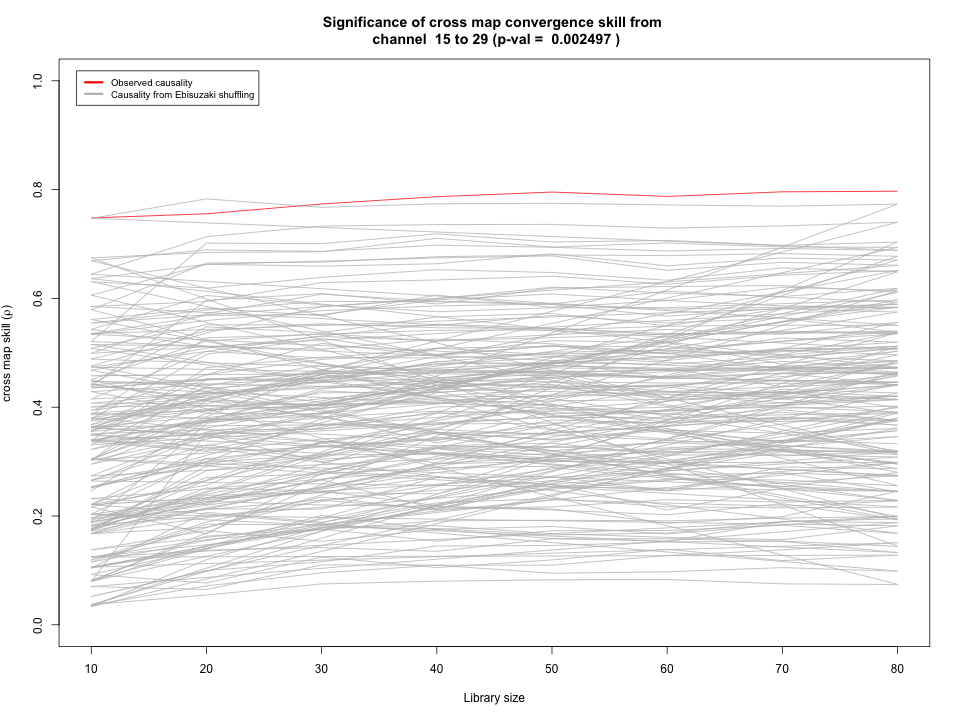 Significance of cross map convergence skill from
channel  15 to 29 (p-val =  0.002497 )
Observed causality
Causality from Ebisuzaki shuffling
cross map skill (ρ)
1.0
0.8
0.6
0.4
0.2
0.0
10 20 30 40 50 60 70 80
Library size